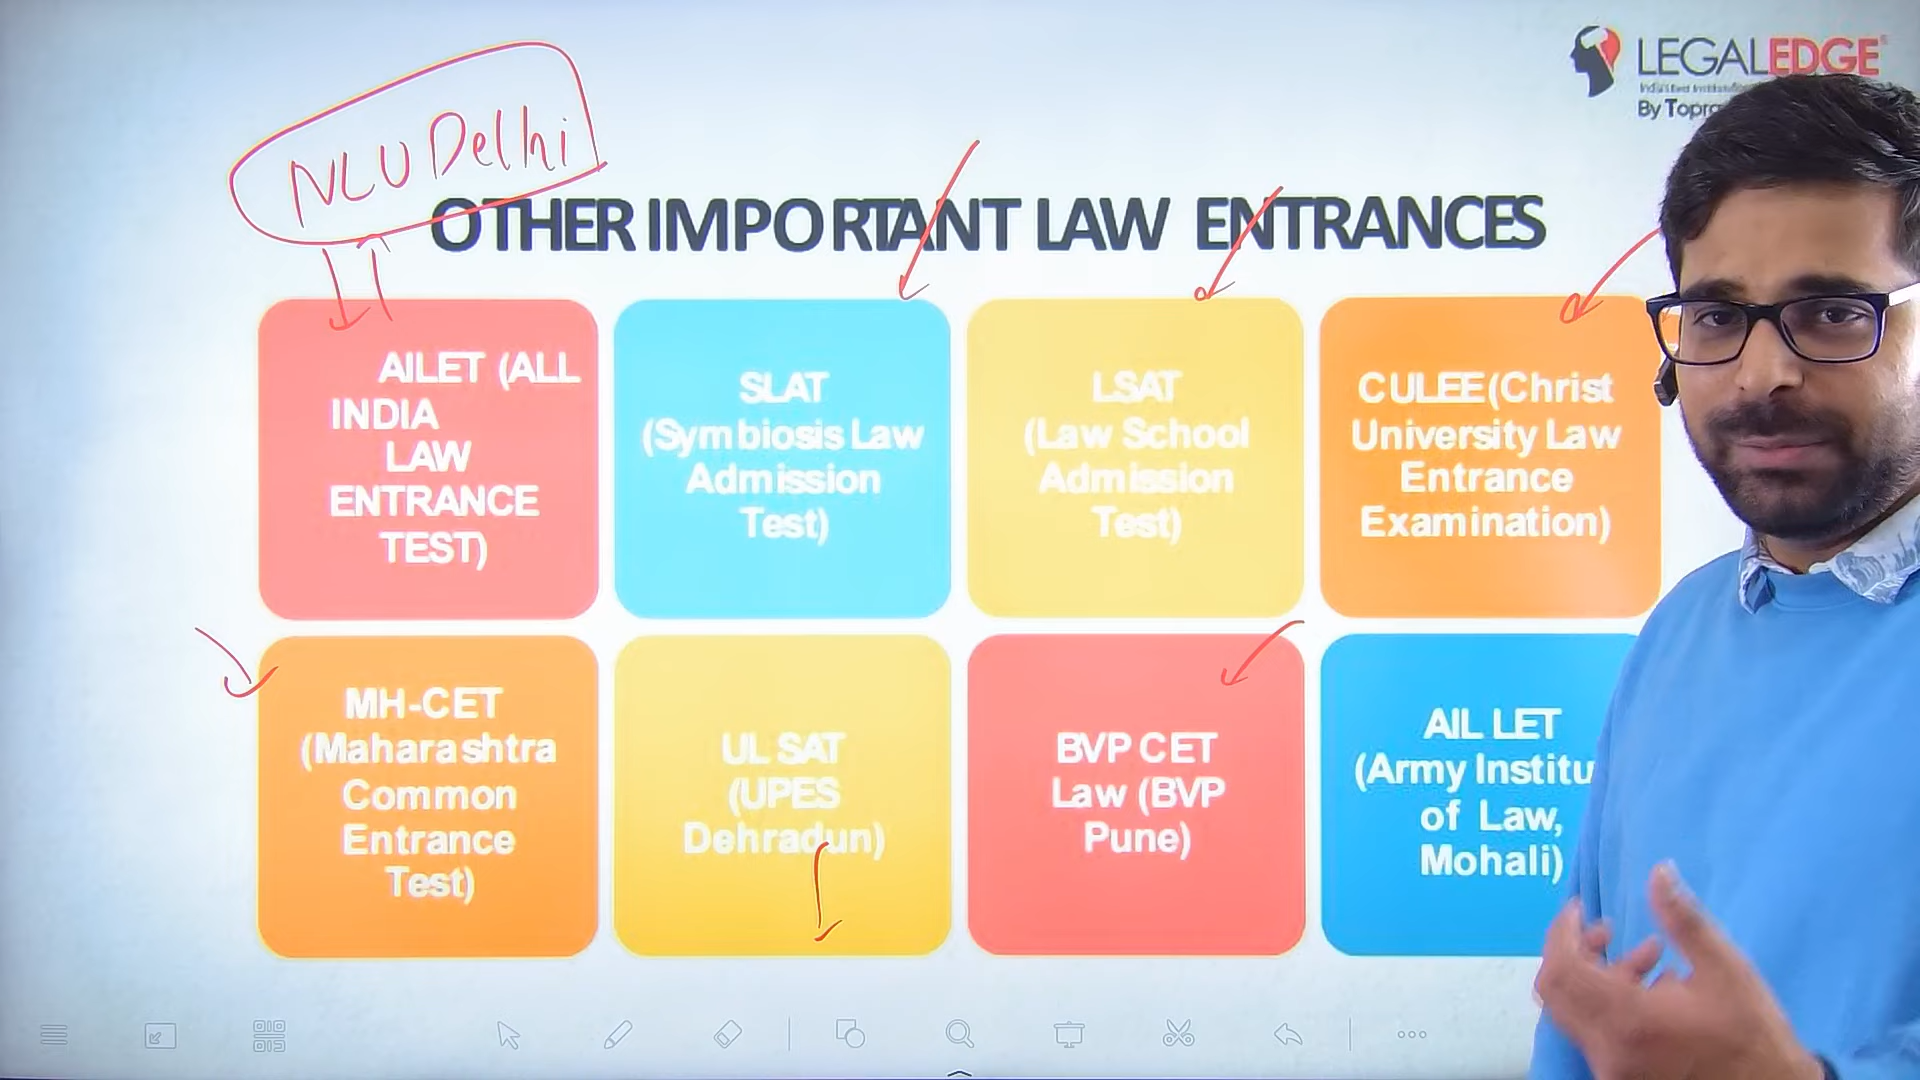 LEGALEDGE
By Topr
NLU Delhi
OTHER IMPORTANT LAW ENTRANCES
AILET (ALL
INDIA
LAW
ENTRANCE
TEST)
SLAT
(Symbiosis Law
Admission
Test)
LSAT
(Law School
Admission
Test)
CULEE(Christ
University Law
Entrance
Examination)
MH-CET
(Maharashtra
Common
Entrance
Test)
UL SAT
(UPES
Dehradun)
BVP CET
Law (BVP
Pune)
AIL LET
(Army Institu
of Law,
Mohali)